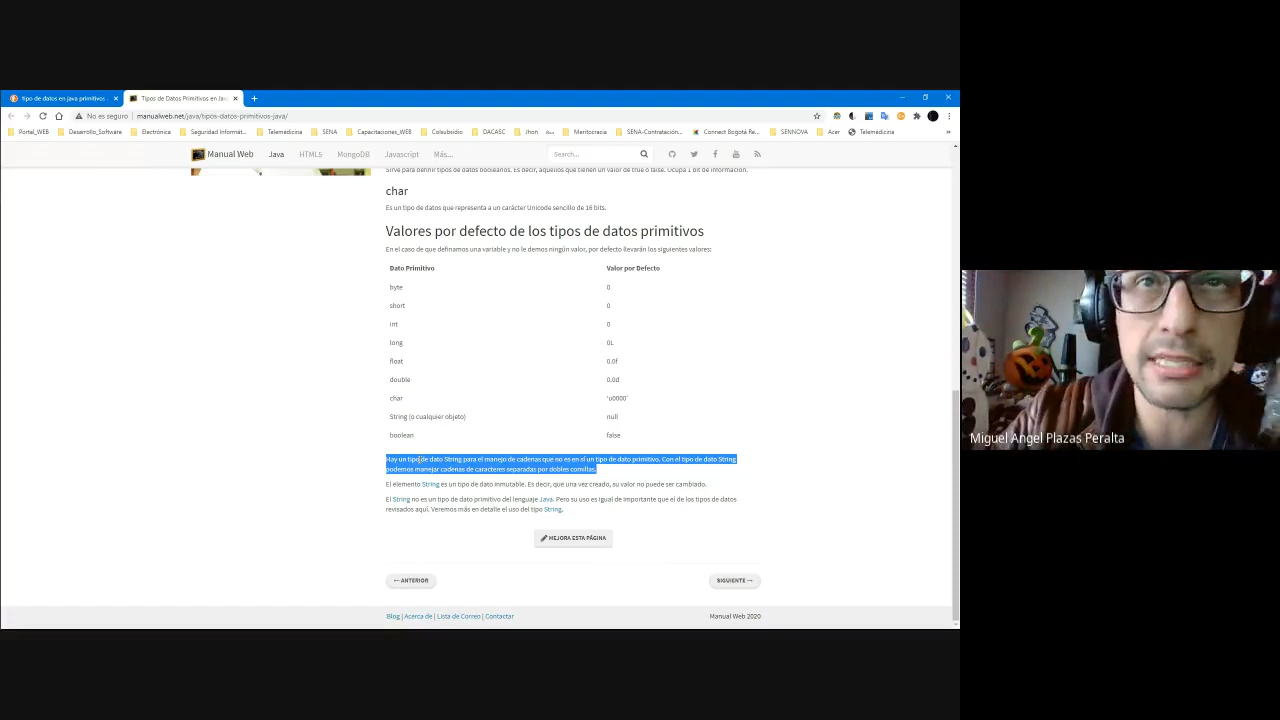 tipo de datos en java primitivos
Tipos de Datos Primitivos en Jav
No es seguro | manualweb.net/java/tipos-datos-primitivos-java/
Portal_WEB Desarrollo_Software Electrónica Seguridad Informát... Telemedicina SENA Capacitaciones_WEB Colsubsidio DACASC Jhon Meritocracia SENA-Contratación... Connect Bogotá Re... SENNOVA Acer Telemedicina »
Manual Web Java HTML5 MongoDB Javascript Más... Search...
Sirve para definir tipos de datos booleanos. Es decir, aquellos que tienen un valor de true o false. Ocupa 1 bit de información.
char
Es un tipo de datos que representa a un carácter Unicode sencillo de 16 bits.
Valores por defecto de los tipos de datos primitivos
En el caso de que definamos una variable y no le demos ningún valor, por defecto llevarán los siguientes valores:
Dato Primitivo Valor por Defecto
byte 0
short 0
int 0
long 0L
float 0.0f
double 0.0d
char 'u0000'
String (o cualquier objeto) null
boolean false
Hay un tipo de dato String para el manejo de cadenas que no es en sí un tipo de dato primitivo. Con el tipo de dato String
podemos manejar cadenas de caracteres separadas por dobles comillas.
El elemento String es un tipo de dato inmutable. Es decir, que una vez creado, su valor no puede ser cambiado.
El String no es un tipo de dato primitivo del lenguaje Java. Pero su uso es igual de importante que el de los tipos de datos
revisados aquí. Veremos más en detalle el uso del tipo String.
MEJORA ESTA PÁGINA
← ANTERIOR SIGUIENTE →
Blog | Acerca de | Lista de Correo | Contactar Manual Web 2020
Miguel Angel Plazas Peralta